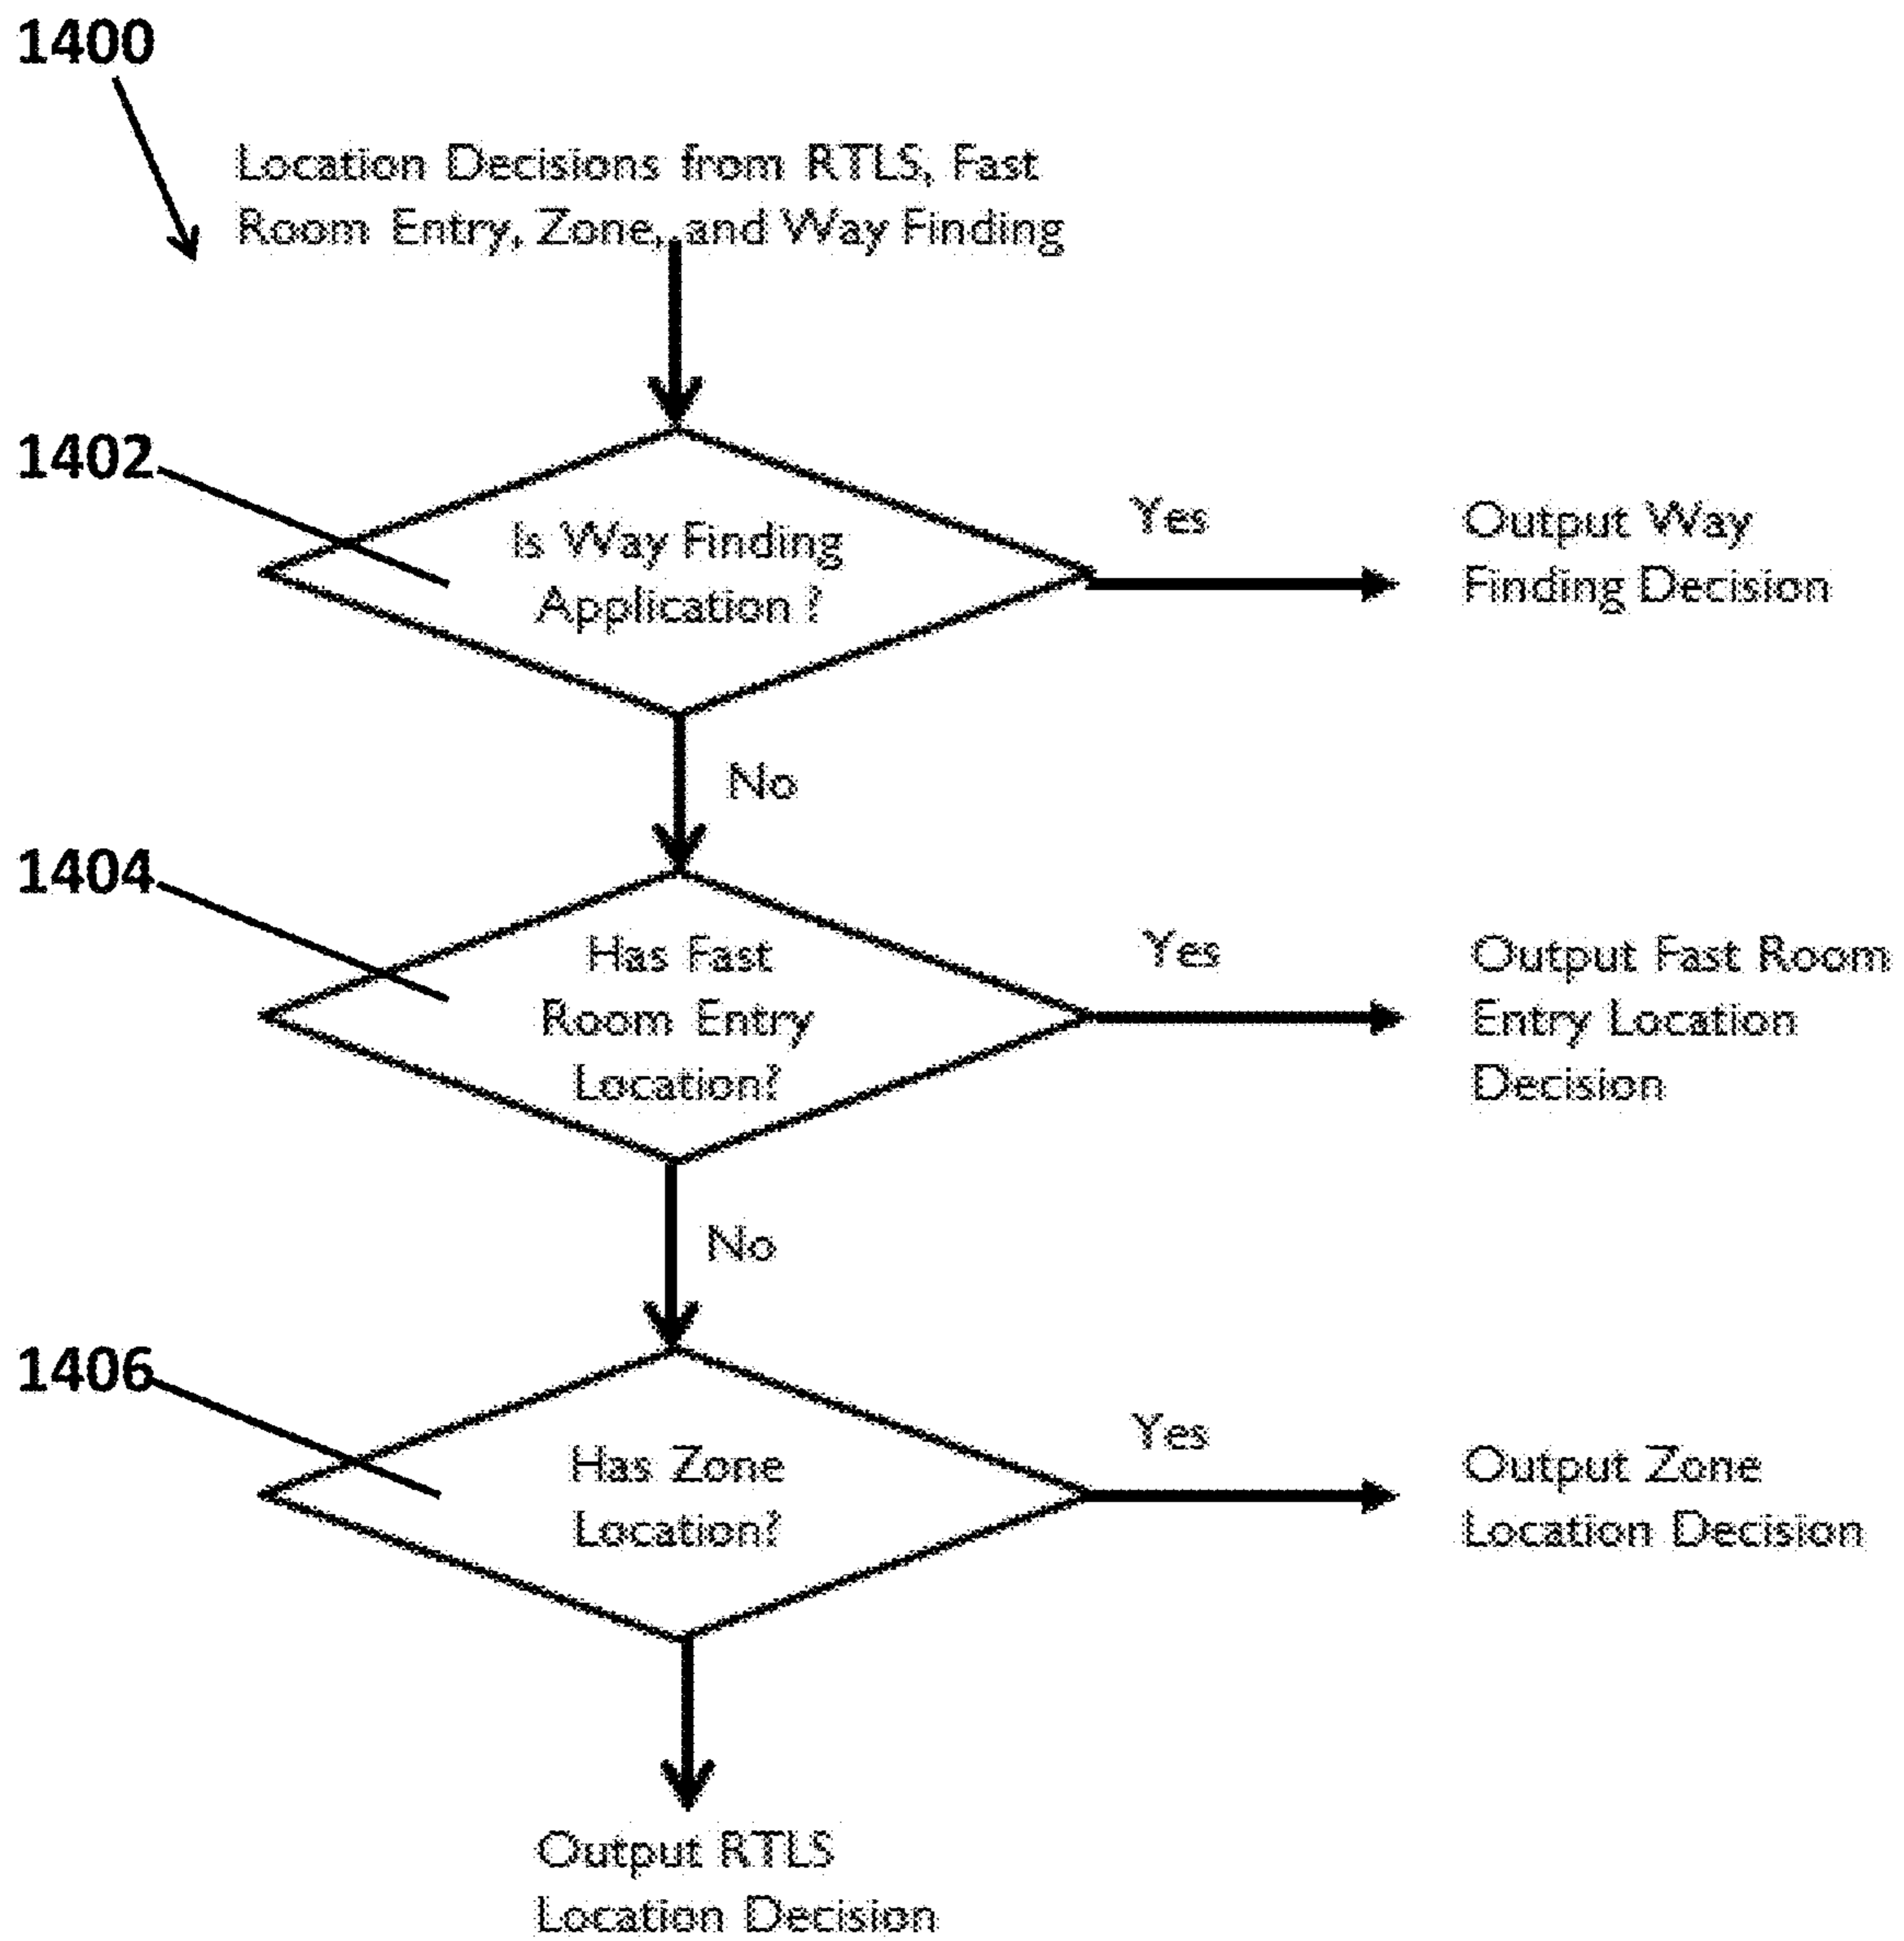 1400
Location Decisions from RTLS, Fast
Room Entry, Zone, and Way Finding
1402
Is Way Finding
Application ?
Yes
Output Way
Finding Decision
No
1404
Has Fast
Room Entry
Location?
Yes
Output Fast Room
Entry Location
Decision
No
1406
Has Zone
Location?
Yes
Output Zone
Location Decision
Output RTLS
Location Decision